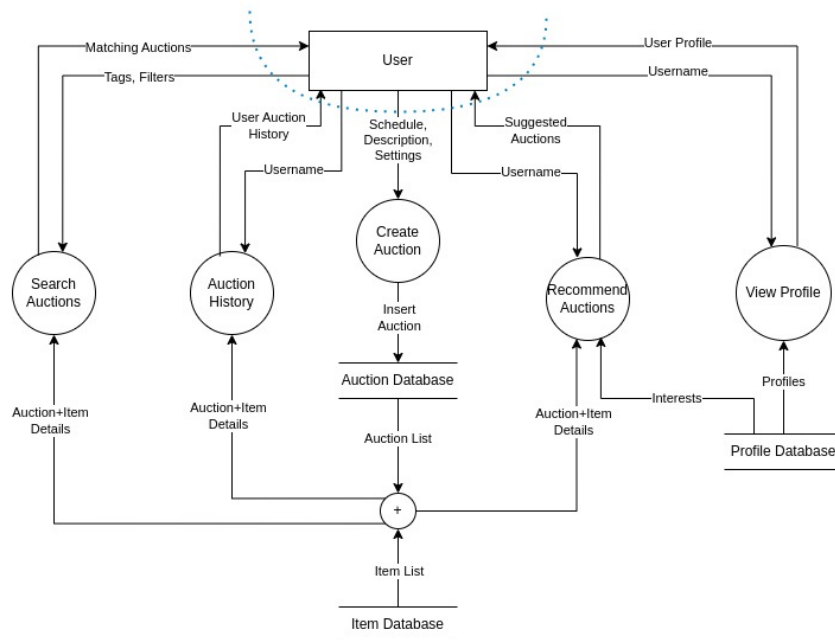 Matching Auctions
User
User Profile
Tags, Filters
Username
User Auction
History
Schedule,
Description,
Settings
Suggested
Auctions
Username
Username
Create
Auction
Search
Auctions
Auction
History
Recommend
Auctions
View Profile
Insert
Auction
Auction Database
Profiles
Interests
Auction+Item
Details
Auction+Item
Details
Auction+Item
Details
Auction List
Profile Database
+
Item List
Item Database